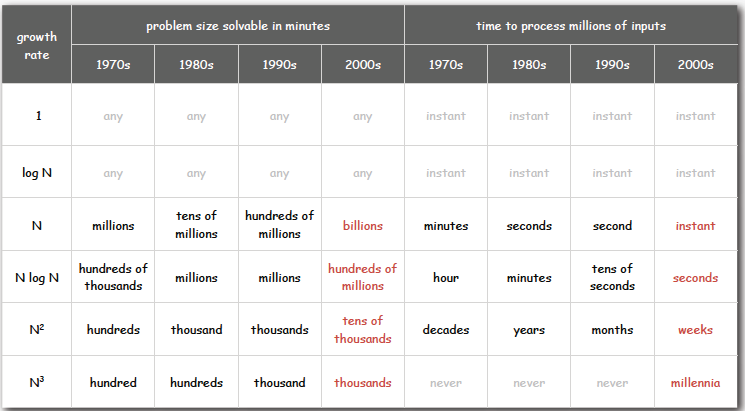 growth rate problem size solvable in minutes time to process millions of inputs
1970s 1980s 1990s 2000s 1970s 1980s 1990s 2000s
1 any any any any instant instant instant instant
log N any any any any instant instant instant instant
N millions tens of millions hundreds of millions billions minutes seconds second instant
N log N hundreds of thousands millions millions hundreds of millions hour minutes tens of seconds seconds
N² hundreds thousand thousands tens of thousands decades years months weeks
N³ hundred hundreds thousand thousands never never never millennia